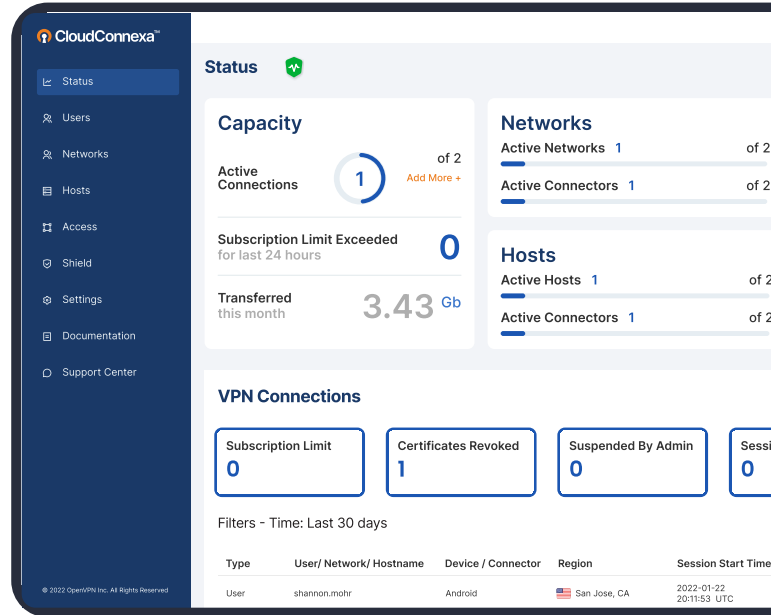 CloudConnexa™
Status
Users
Networks
Hosts
Access
Shield
Settings
Documentation
Support Center
© 2022 OpenVPN Inc. All Rights Reserved
Status
Capacity
Active
Connections
1
of 2
Add More +
Subscription Limit Exceeded
for last 24 hours
0
Transferred
this month
3.43 Gb
Networks
Active Networks 1 of 2
Active Connectors 1 of 2
Hosts
Active Hosts 1 of 2
Active Connectors 1 of 2
VPN Connections
Subscription Limit
0
Certificates Revoked
1
Suspended By Admin
0
Sessi
0
Filters - Time: Last 30 days
Type User/ Network/ Hostname Device / Connector Region Session Start Time
User shannon.mohr Android San Jose, CA 2022-01-22
20:11:53 UTC